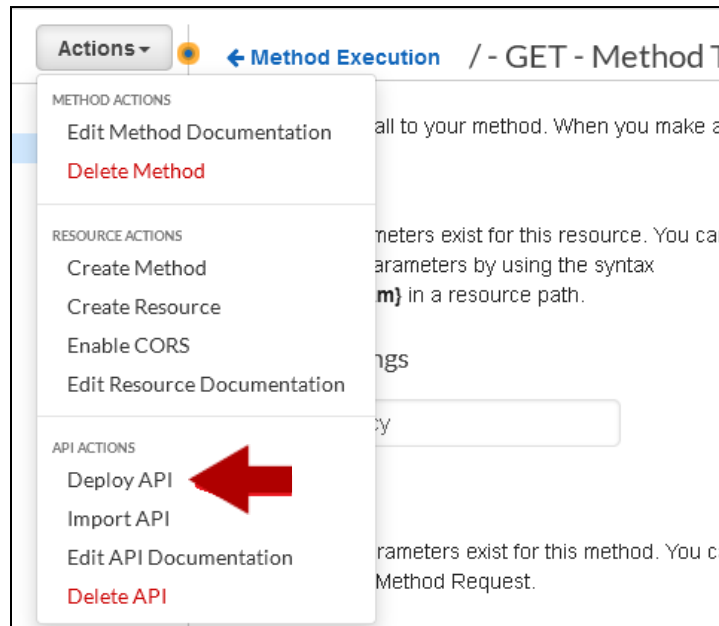 Actions
Method Execution / - GET - Method
METHOD ACTIONS
Edit Method Documentation
all to your method. When you make a
Delete Method
RESOURCE ACTIONS
meters exist for this resource. You ca
Create Method
arameters by using the syntax
Create Resource
m} in a resource path.
Enable CORS
ngs
Edit Resource Documentation
cy
API ACTIONS
Deploy API
Import API
Edit API Documentation
rameters exist for this method. You c
Method Request.
Delete API